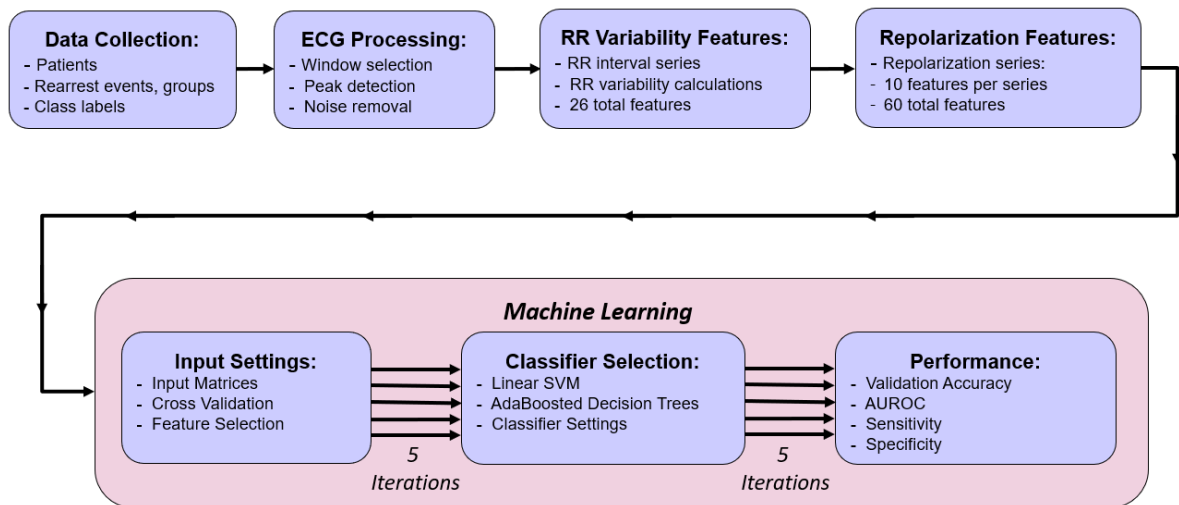 Data Collection:
- Patients
- Rearrest events, groups
- Class labels
ECG Processing:
- Window selection
- Peak detection
- Noise removal
RR Variability Features:
- RR interval series
- RR variability calculations
- 26 total features
Repolarization Features:
- Repolarization series:
- 10 features per series
- 60 total features
Machine Learning
Input Settings:
- Input Matrices
- Cross Validation
- Feature Selection
5
Iterations
Classifier Selection:
- Linear SVM
- AdaBoosted Decision Trees
- Classifier Settings
5
Iterations
Performance:
- Validation Accuracy
- AUROC
- Sensitivity
- Specificity